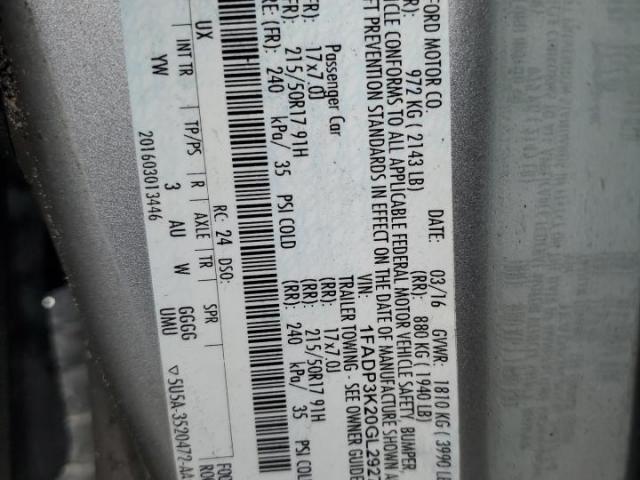 FORD MOTOR CO.
DATE: 03/16 GVWR: 1810 KG ( 3990 LB
972 KG ( 2143 LB) (RR): 880 KG ( 1940 LB)
CONFORMS TO ALL APPLICABLE FEDERAL MOTOR VEHICLE SAFETY, BUMPER,
PREVENTION STANDARDS IN EFFECT ON THE DATE OF MANUFACTURE SHOWN
VIN: 1FADP3K20GL292
Passenger Car TRAILER TOWING - SEE OWNER GUIDE
17x7.0J (RR): 17x7.0J
(FR): 215/50R17 91H (RR): 215/50R17 91H
(FR): 240 kPa/ 35 PSI COLD (RR): 240 kPa/ 35 PSI COL
UX RC: 24 DSO:
INT TR TP/PS R AXLE TR SPR
YW 3 AU W GGGG
UMU
201603013446 ▽5U5A-3520472-AA